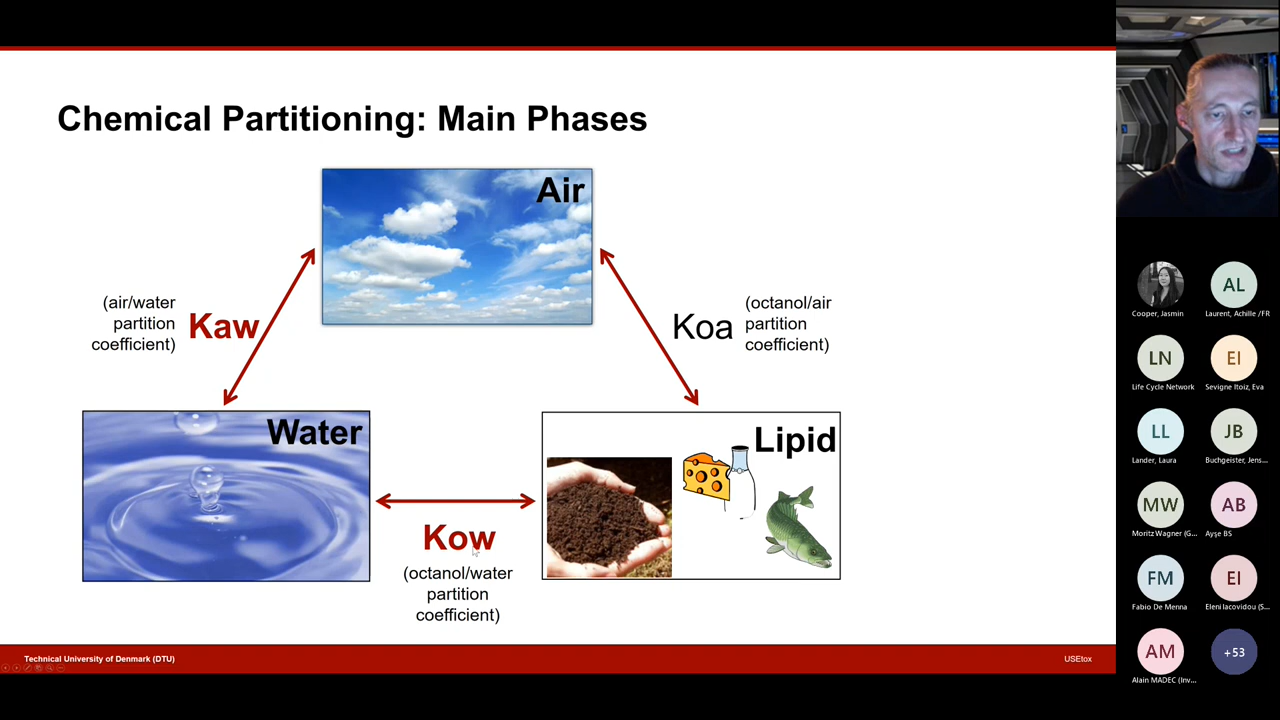 Chemical Partitioning: Main Phases
Air
(air/water
partition
coefficient)
Kaw
Koa
(octanol/air
partition
coefficient)
Water
Lipid
Kow
(octanol/water
partition
coefficient)
Technical University of Denmark (DTU)
USEtox
Cooper, Jasmin
AL
Laurent, Achille /FR
LN
Life Cycle Network
EI
Sevigne Itoiz, Eva
LL
Lander, Laura
JB
Buchgeister, Jens...
MW
Moritz Wagner (G...
AB
Ayşe BS
FM
Fabio De Menna
EI
Eleni Iacovidou (S...
AM
Alain MADEC (Inv...
+53